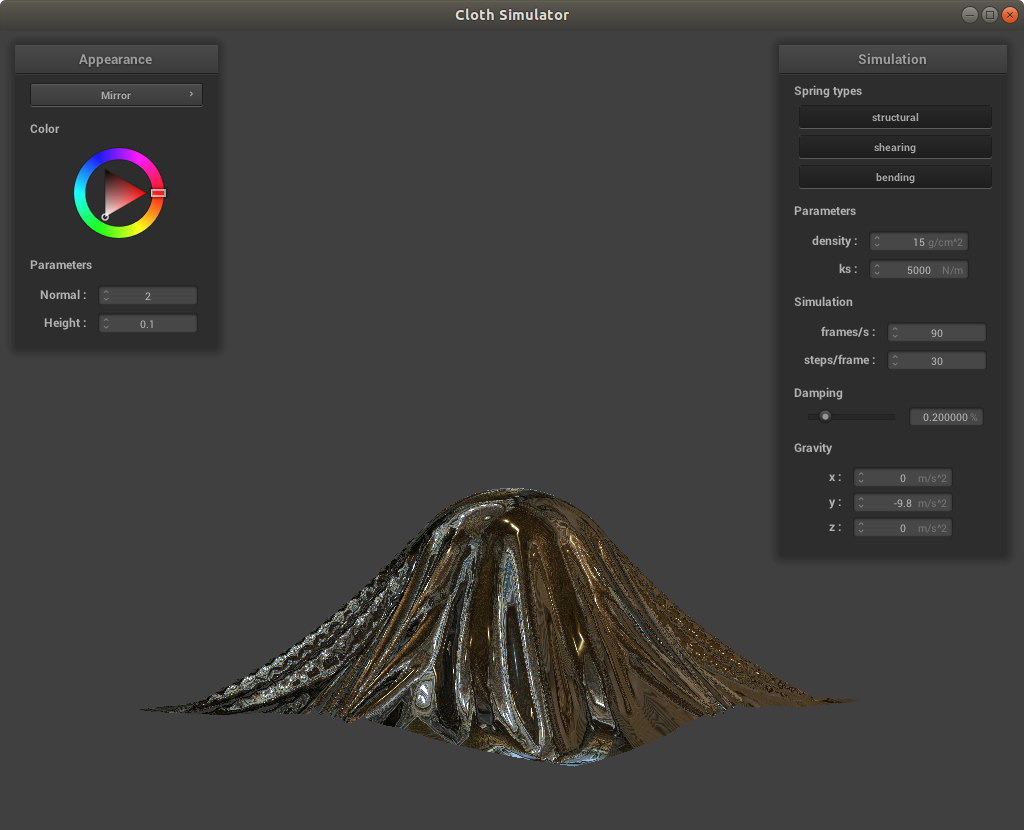 Cloth Simulator
Appearance
Mirror
Color
Parameters
Normal : 2
Height : 0.1
Simulation
Spring types
structural
shearing
bending
Parameters
density : 15 g/cm^2
ks : 5000 N/m
Simulation
frames/s : 90
steps/frame : 30
Damping
0.200000 %
Gravity
x : 0 m/s^2
y : -9.8 m/s^2
z : 0 m/s^2